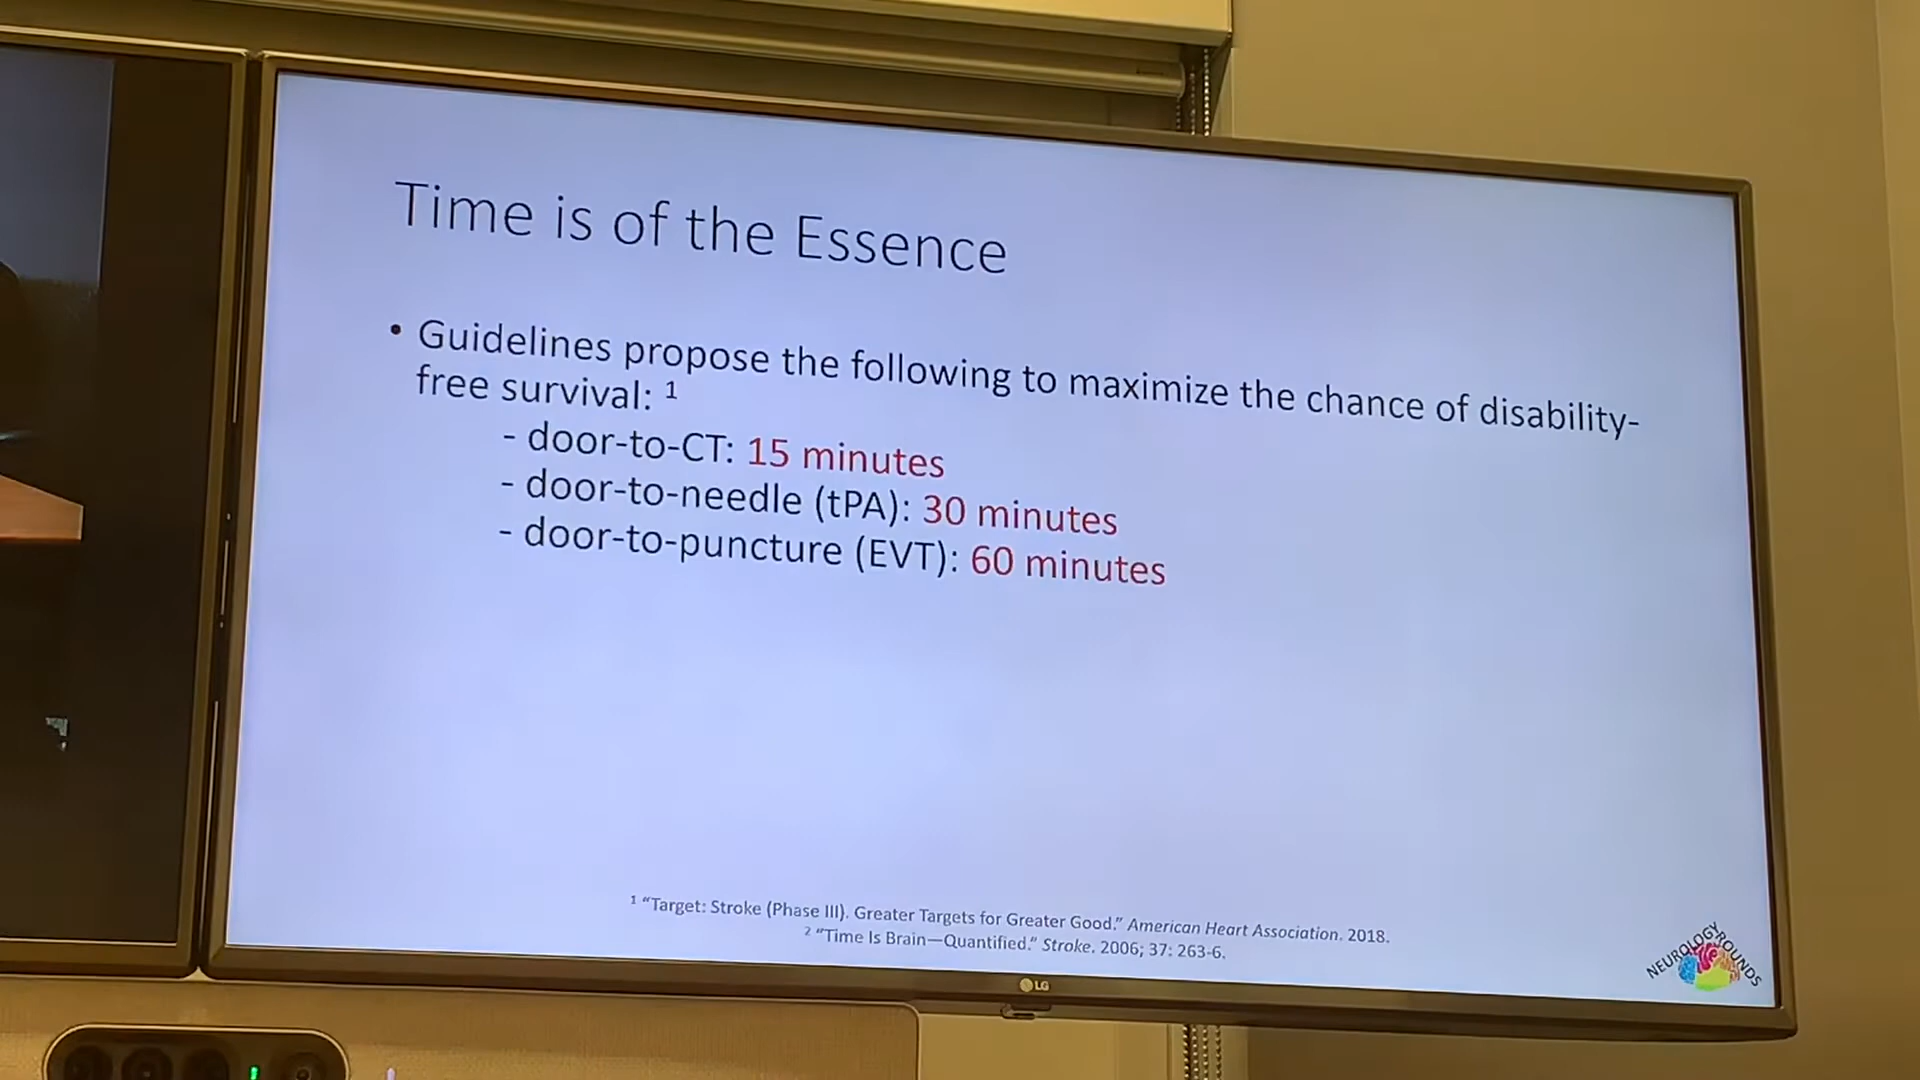 Time is of the Essence
• Guidelines propose the following to maximize the chance of disability-
free survival: ¹
- door-to-CT: 15 minutes
- door-to-needle (tPA): 30 minutes
- door-to-puncture (EVT): 60 minutes
¹ “Target: Stroke (Phase III). Greater Targets for Greater Good.” American Heart Association. 2018.
² “Time Is Brain—Quantified.” Stroke. 2006; 37: 263-6.
NEUROLOGYROUNDS
LG